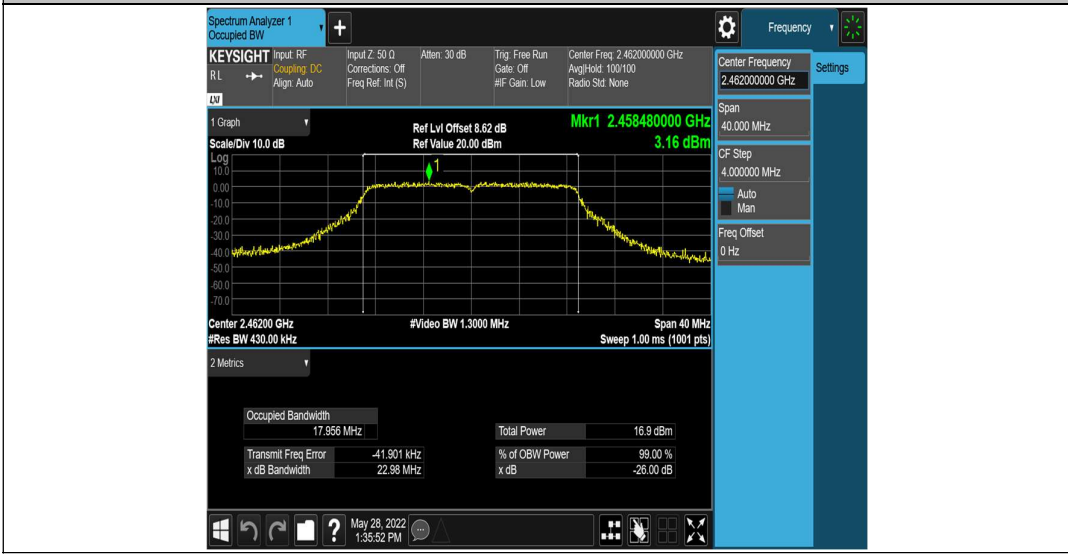 Spectrum Analyzer 1
Occupied BW
+
Frequency
KEYSIGHT
RL
LXI
Input: RF
Coupling: DC
Align: Auto
Input Z: 50 Ω
Corrections: Off
Freq Ref: Int (S)
Atten: 30 dB
Trig: Free Run
Gate: Off
#IF Gain: Low
Center Freq: 2.462000000 GHz
Avg|Hold: 100/100
Radio Std: None
Center Frequency
2.462000000 GHz
Settings
Span
40.000 MHz
CF Step
4.000000 MHz
Auto
Man
Freq Offset
0 Hz
1 Graph
Scale/Div 10.0 dB
Ref Lvl Offset 8.62 dB
Ref Value 20.00 dBm
Mkr1 2.458480000 GHz
3.16 dBm
Log
10.0
0.00
-10.0
-20.0
-30.0
-40.0
-50.0
-60.0
-70.0
1
Center 2.46200 GHz
#Res BW 430.00 kHz
#Video BW 1.3000 MHz
Span 40 MHz
Sweep 1.00 ms (1001 pts)
2 Metrics
Occupied Bandwidth
17.956 MHz
Total Power 16.9 dBm
Transmit Freq Error -41.901 kHz
% of OBW Power 99.00 %
x dB Bandwidth 22.98 MHz
x dB -26.00 dB
?
May 28, 2022
1:35:52 PM